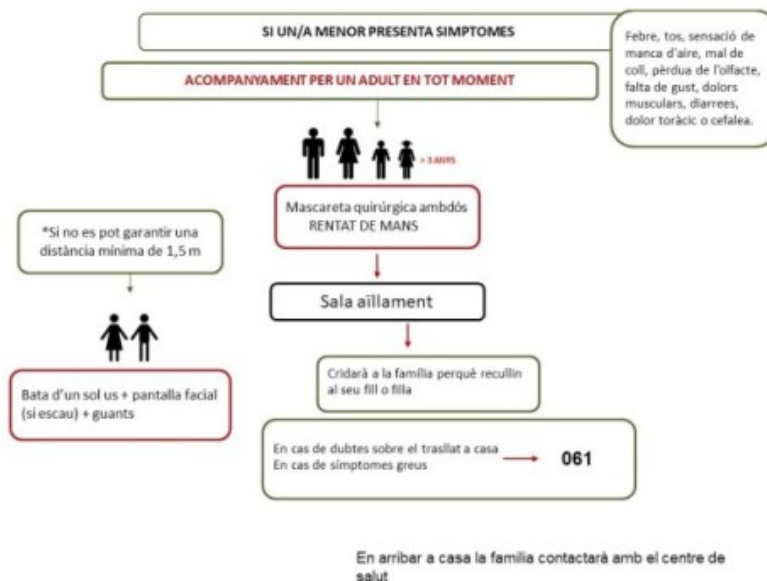 SI UN/A MENOR PRESENTA SIMPTOMES
Febre, tos, sensació de
manca d'aire, mal de
coll, pèrdua de l'olfacte,
falta de gust, dolors
musculars, diarrees,
dolor toràcic o cefalea.
ACOMPANYAMENT PER UN ADULT EN TOT MOMENT
> 3 ANYS
Mascareta quirúrgica ambdós
RENTAT DE MANS
*Si no es pot garantir una
distància mínima de 1,5 m
Sala aïllament
Bata d'un sol us + pantalla facial
(si escau) + guants
Cridarà a la família perquè recullin
al seu fill o filla
En cas de dubtes sobre el trasllat a casa
En cas de símptomes greus
061
En arribar a casa la familia contactarà amb el centre de
salut